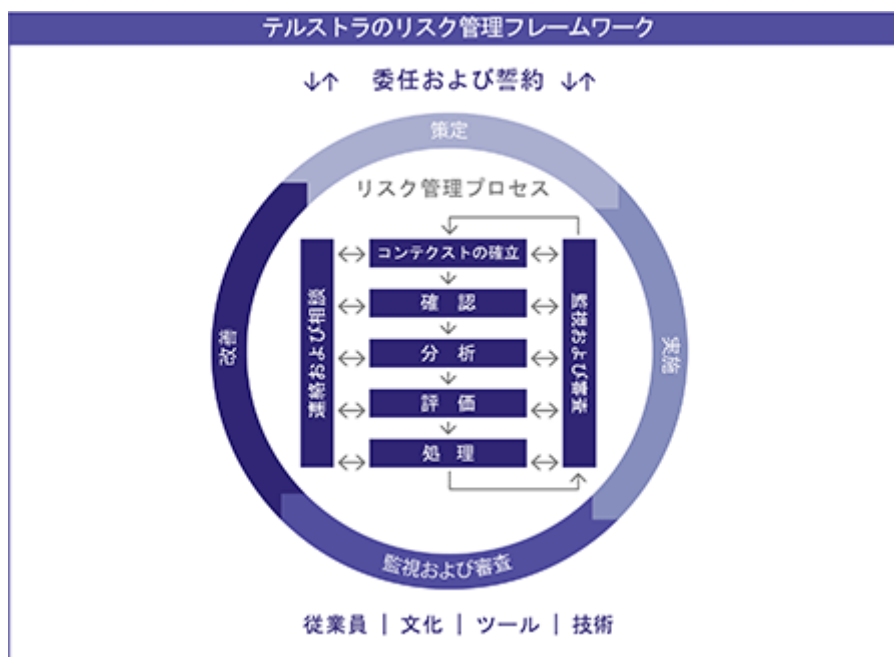 テルストラのリスク管理フレームワーク
↓↑ 委任および誓約 ↓↑
策定
リスク管理プロセス
コンテクストの確立
確認
分析
評価
処理
連絡および相談
監視および審査
改善
実施
監視および審査
従業員 | 文化 | ツール | 技術